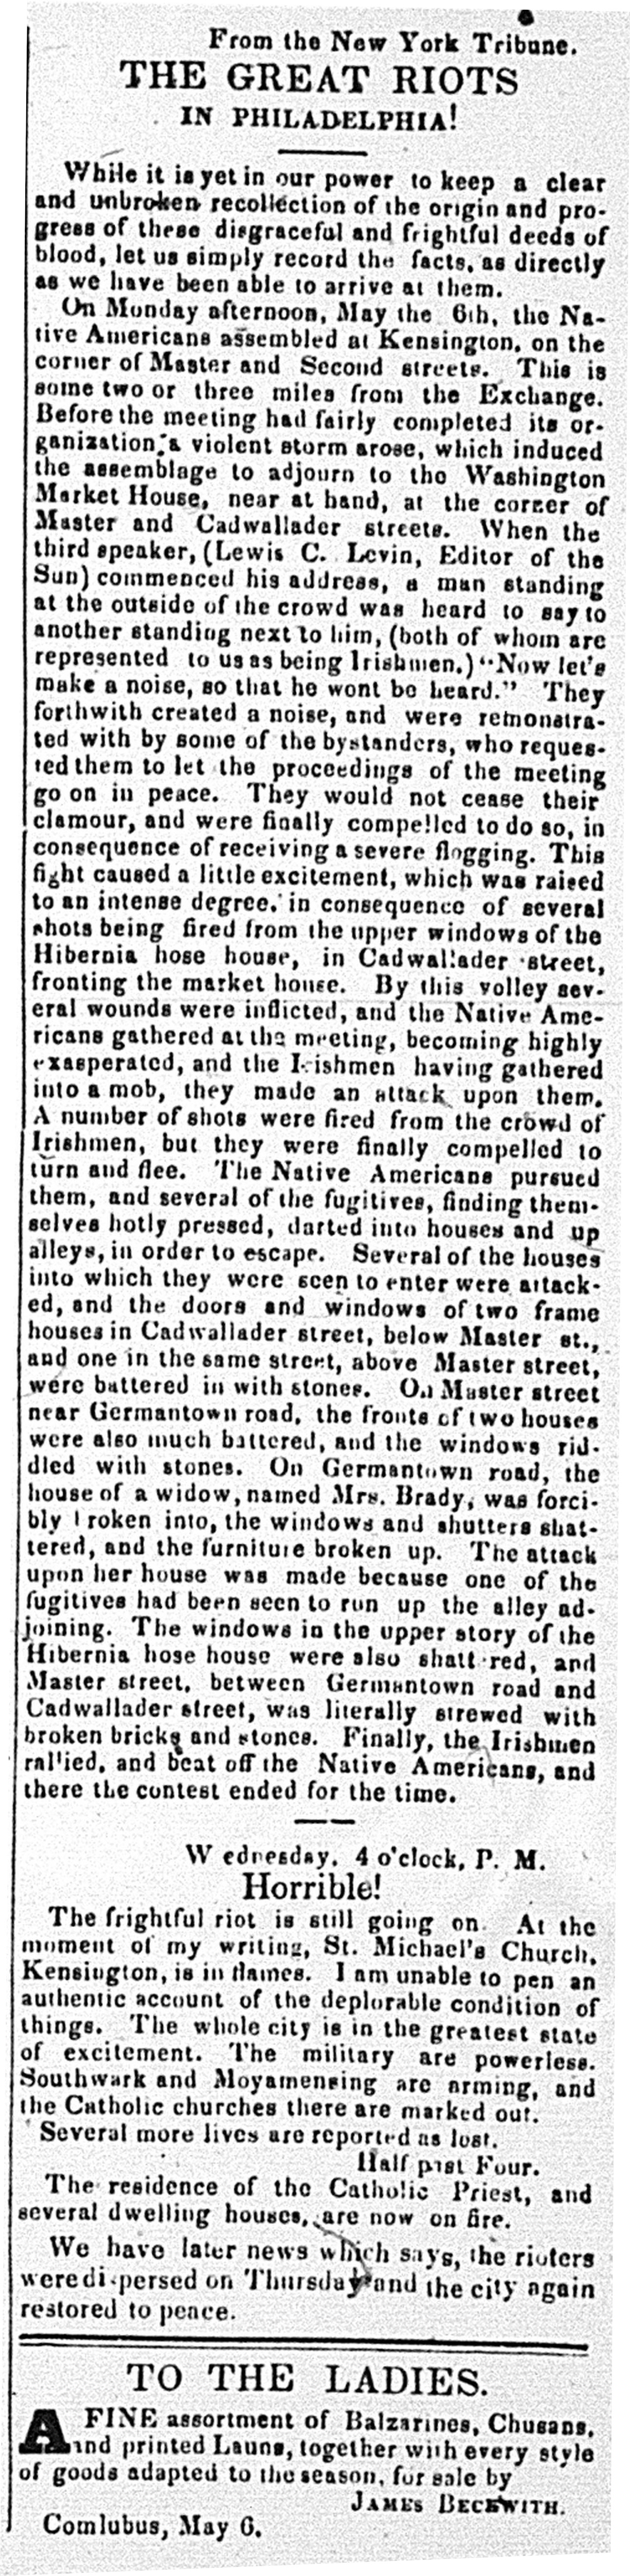 From the New York Tribune.
THE GREAT RIOTS
IN PHILADELPHIA!
While it is yet in our power to keep a clear
and unbroken recollection of the origin and pro-
gress of these disgraceful and frightful deeds of
blood, let us simply record the facts, as directly
as we have been able to arrive at them.
On Monday afternoon, May the 6th, the Na-
tive Americans assembled at Kensington, on the
corner of Master and Second streets. This is
some two or three miles from the Exchange.
Before the meeting had fairly completed its or-
ganization, a violent storm arose, which induced
the assemblage to adjourn to the Washington
Market House, near at hand, at the corner of
Master and Cadwallader streets. When the
third speaker, (Lewis C. Levin, Editor of the
Sun) commenced his address, a man standing
at the outside of the crowd was heard to say to
another standing next to him, (both of whom are
represented to us as being Irishmen,) "Now let's
make a noise, so that he wont be heard." They
forthwith created a noise, and were remonstra-
ted with by some of the bystanders, who reques-
ted them to let the proceedings of the meeting
go on in peace. They would not cease their
clamour, and were finally compelled to do so, in
consequence of receiving a severe flogging. This
fight caused a little excitement, which was raised
to an intense degree, in consequence of several
shots being fired from the upper windows of the
Hibernia hose house, in Cadwallader street,
fronting the market house. By this volley sev-
eral wounds were inflicted, and the Native Ame-
ricans gathered at the meeting, becoming highly
exasperated, and the Irishmen having gathered
into a mob, they made an attack upon them.
A number of shots were fired from the crowd of
Irishmen, but they were finally compelled to
turn and flee. The Native Americans pursued
them, and several of the fugitives, finding them-
selves hotly pressed, darted into houses and up
alleys, in order to escape. Several of the houses
into which they were seen to enter were attack-
ed, and the doors and windows of two frame
houses in Cadwallader street, below Master st.,
and one in the same street, above Master street,
were battered in with stones. On Master street
near Germantown road, the fronts of two houses
were also much battered, and the windows rid-
dled with stones. On Germantown road, the
house of a widow, named Mrs. Brady, was forci-
bly broken into, the windows and shutters shat-
tered, and the furniture broken up. The attack
upon her house was made because one of the
fugitives had been seen to run up the alley ad-
joining. The windows in the upper story of the
Hibernia hose house were also shattered, and
Master street, between Germantown road and
Cadwallader street, was literally strewed with
broken bricks and stones. Finally, the Irishmen
rallied, and beat off the Native Americans, and
there the contest ended for the time.
Wednesday, 4 o'clock, P. M.
Horrible!
The frightful riot is still going on. At the
moment of my writing, St. Michael's Church,
Kensington, is in flames. I am unable to pen an
authentic account of the deplorable condition of
things. The whole city is in the greatest state
of excitement. The military are powerless.
Southwark and Moyamensing are arming, and
the Catholic churches there are marked out.
Several more lives are reported as lost.
Half past Four.
The residence of the Catholic Priest, and
several dwelling houses, are now on fire.
We have later news which says, the rioters
were dispersed on Thursday and the city again
restored to peace.
TO THE LADIES.
A FINE assortment of Balzarines, Chusans,
and printed Launs, together with every style
of goods adapted to the season, for sale by
JAMES BECKWITH.
Comlubus, May 6.